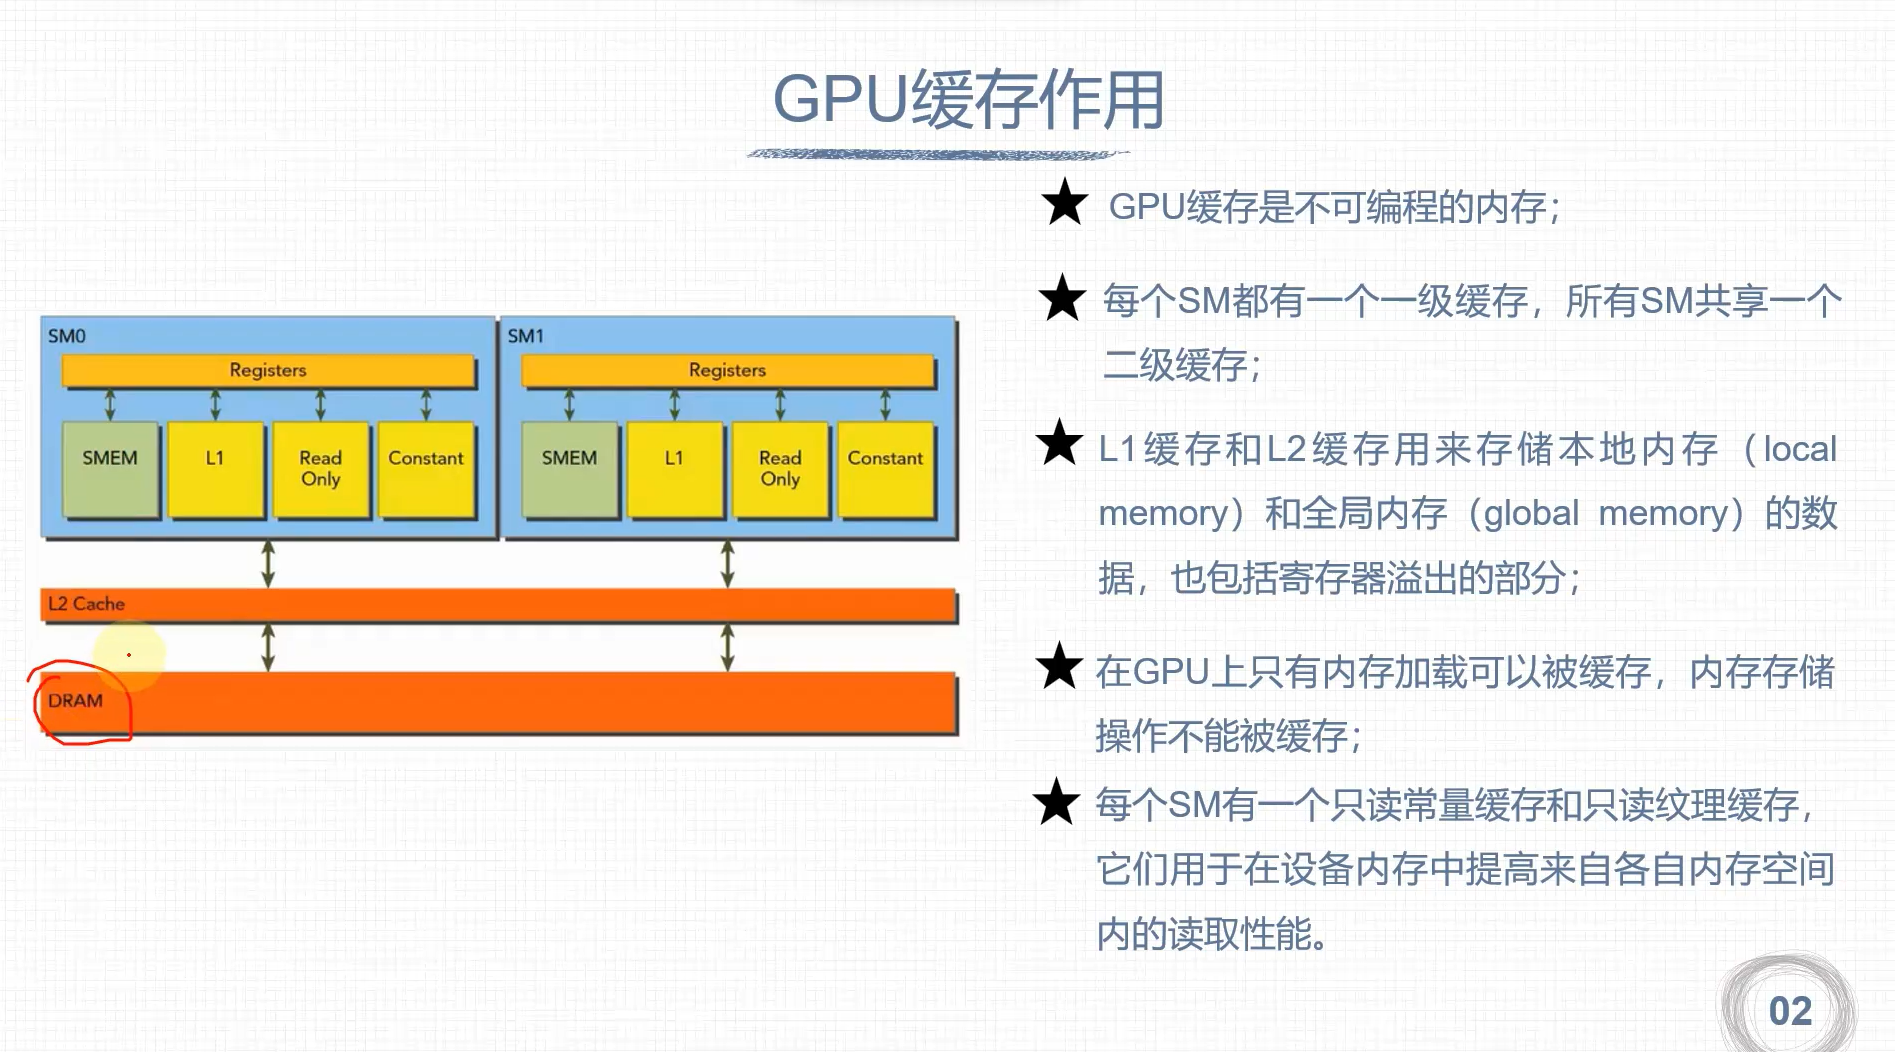 GPU缓存作用
SM0
Registers
SMEM
L1
Read
Only
Constant
SM1
Registers
SMEM
L1
Read
Only
Constant
L2 Cache
DRAM
GPU缓存是不可编程的内存；
每个SM都有一个一级缓存，所有SM共享一个
二级缓存；
L1缓存和L2缓存用来存储本地内存（local
memory）和全局内存（global memory）的数
据，也包括寄存器溢出的部分；
在GPU上只有内存加载可以被缓存，内存存储
操作不能被缓存；
每个SM有一个只读常量缓存和只读纹理缓存，
它们用于在设备内存中提高来自各自内存空间
内的读取性能。
02